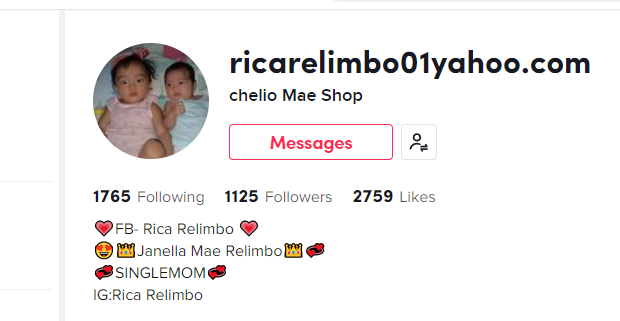 ricarelimbo01yahoo.com
chelio Mae Shop
Messages
1765 Following 1125 Followers 2759 Likes
💗FB- Rica Relimbo 💗
😍👑Janella Mae Relimbo👑💞
💞SINGLEMOM💞
IG:Rica Relimbo